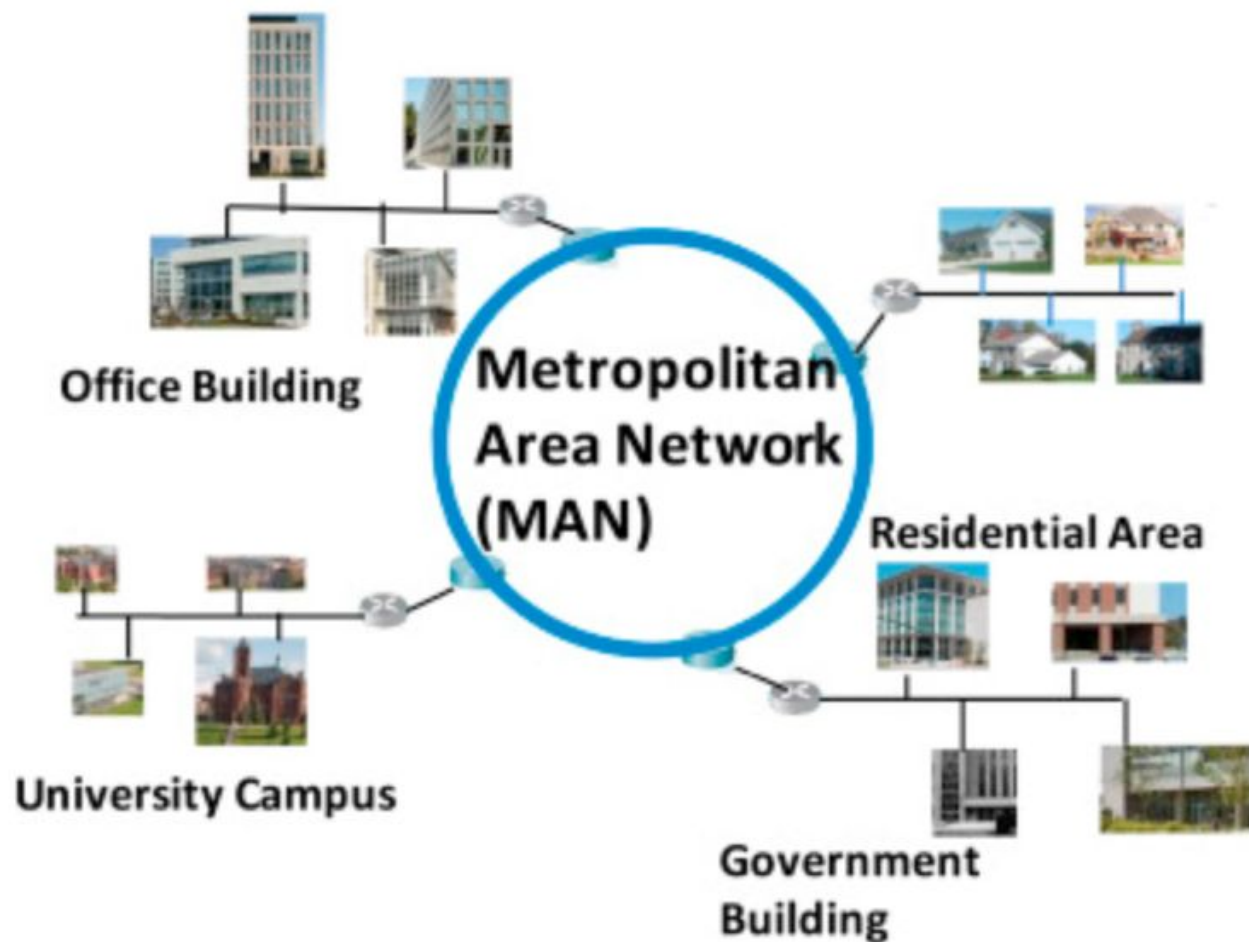 Office Building
Metropolitan
Area Network
(MAN)
Residential Area
University Campus
Government
Building